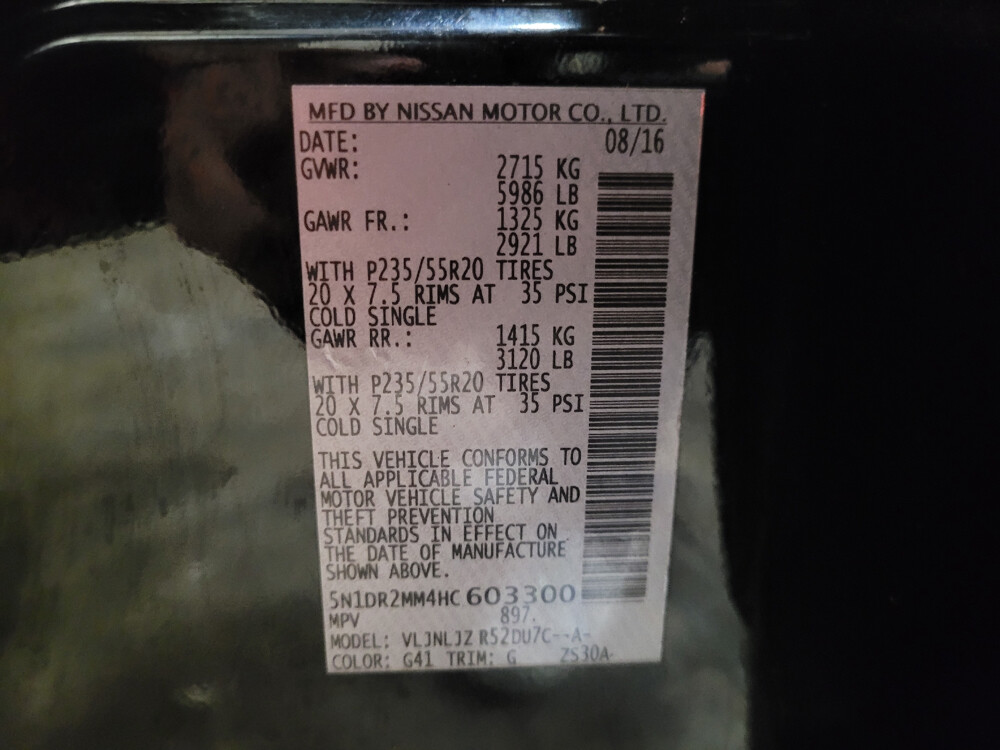 MFD BY NISSAN MOTOR CO., LTD.
DATE: 08/16
GVWR: 2715 KG
5986 LB
GAWR FR.: 1325 KG
2921 LB
WITH P235/55R20 TIRES
20 X 7.5 RIMS AT 35 PSI
COLD SINGLE
GAWR RR.: 1415 KG
3120 LB
WITH P235/55R20 TIRES
20 X 7.5 RIMS AT 35 PSI
COLD SINGLE
THIS VEHICLE CONFORMS TO
ALL APPLICABLE FEDERAL
MOTOR VEHICLE SAFETY AND
THEFT PREVENTION
STANDARDS IN EFFECT ON
THE DATE OF MANUFACTURE
SHOWN ABOVE.
5N1DR2MM4HC 603300
MPV 897.
MODEL: VLJNLJZ R52DU7C--A-
COLOR: G41 TRIM: G ZS30A-